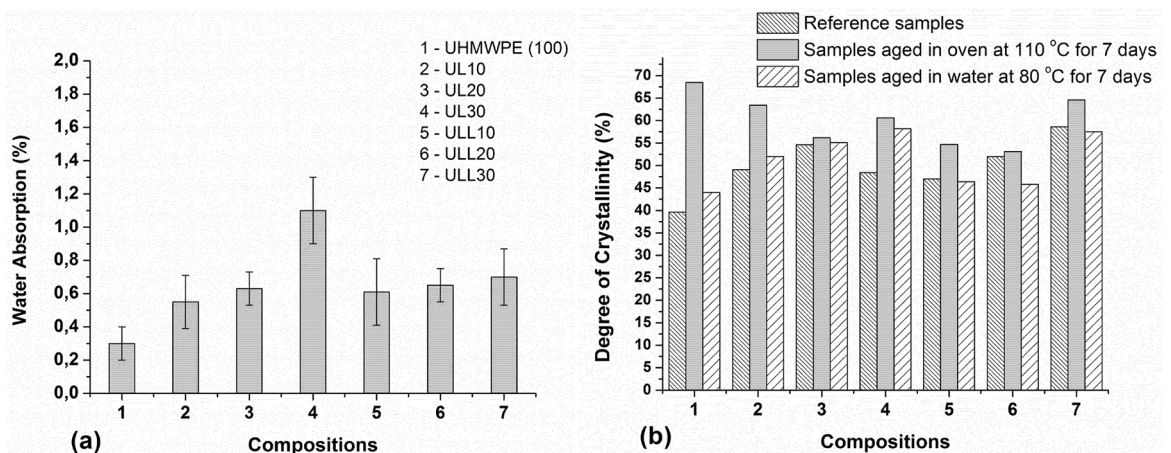 1 - UHMWPE (100)
2 - UL10
3 - UL20
4 - UL30
5 - ULL10
6 - ULL20
7 - ULL30
2,0
1,8
1,6
1,4
1,2
1,0
0,8
0,6
0,4
0,2
0,0
Water Absorption (%)
1 2 3 4 5 6 7
Compositions
(a)
Reference samples
Samples aged in oven at 110 °C for 7 days
Samples aged in water at 80 °C for 7 days
70
65
60
55
50
45
40
35
30
25
20
15
10
5
0
Degree of Crystallinity (%)
1 2 3 4 5 6 7
Compositions
(b)